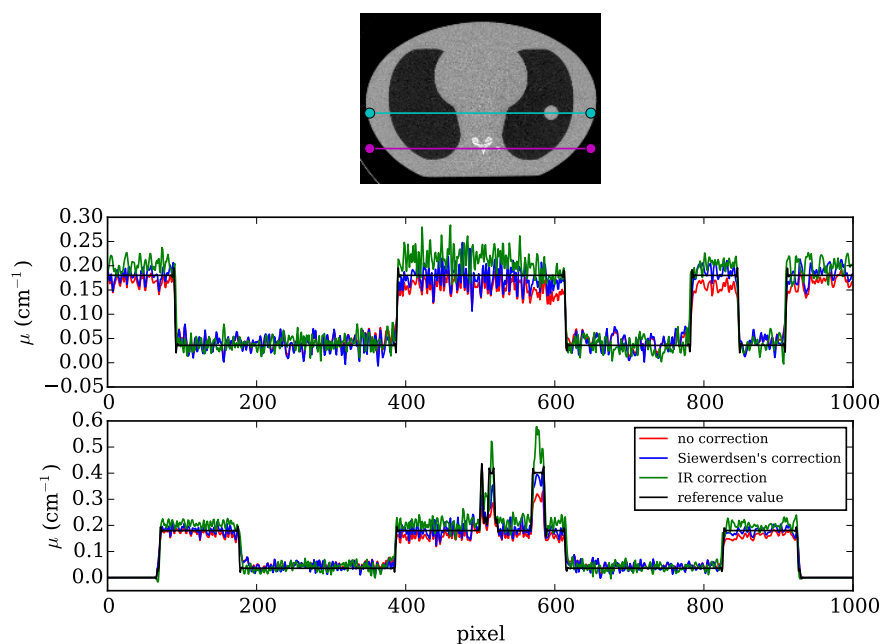 0.30
0.25
0.20
0.15
0.10
0.05
0.00
−0.05
μ (cm⁻¹)
0 200 400 600 800 1000
0.6
0.5
0.4
0.3
0.2
0.1
0.0
μ (cm⁻¹)
no correction
Siewerdsen's correction
IR correction
reference value
0 200 400 600 800 1000
pixel